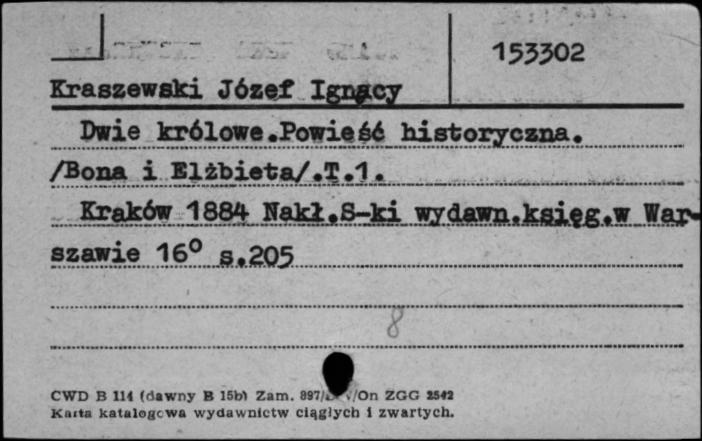 153302
Kraszewski Józef Ignacy
Dwie królowe.Powieść historyczna.
/Bona i Elżbieta/.T.1.
Kraków 1884 Nakł.S-ki wydawn.księg.w War-
szawie 16° s.205
8
CWD B 114 (dawny B 15b) Zam. 897/ /On ZGG 2542
Karta katalogowa wydawnictw ciągłych i zwartych.